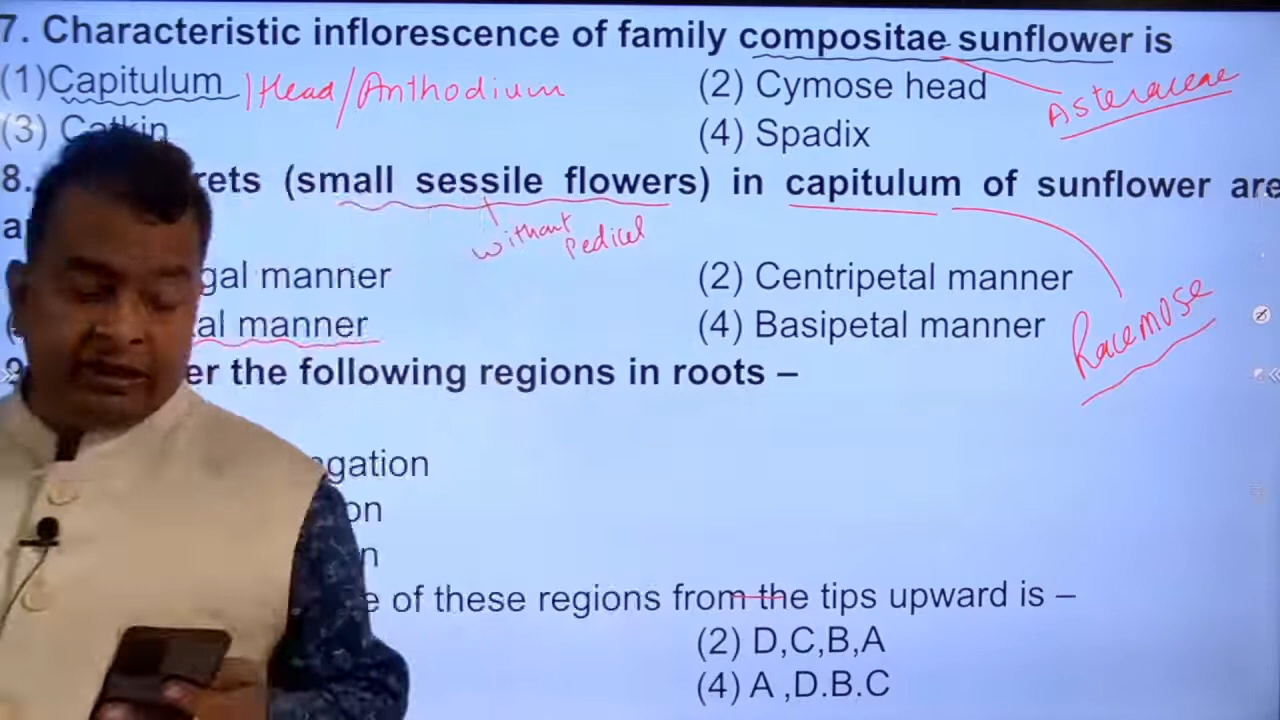 7. Characteristic inflorescence of family compositae sunflower is
(1)Capitulum | Head/Anthodium (2) Cymose head
Asteraceae
(3) Catkin (4) Spadix
8. rets (small sessile flowers) in capitulum of sunflower are
without Pedicel
gal manner (2) Centripetal manner
al manner (4) Basipetal manner
Racemose
er the following regions in roots –
gation
on
n
e of these regions from the tips upward is –
(2) D,C,B,A
(4) A ,D.B.C